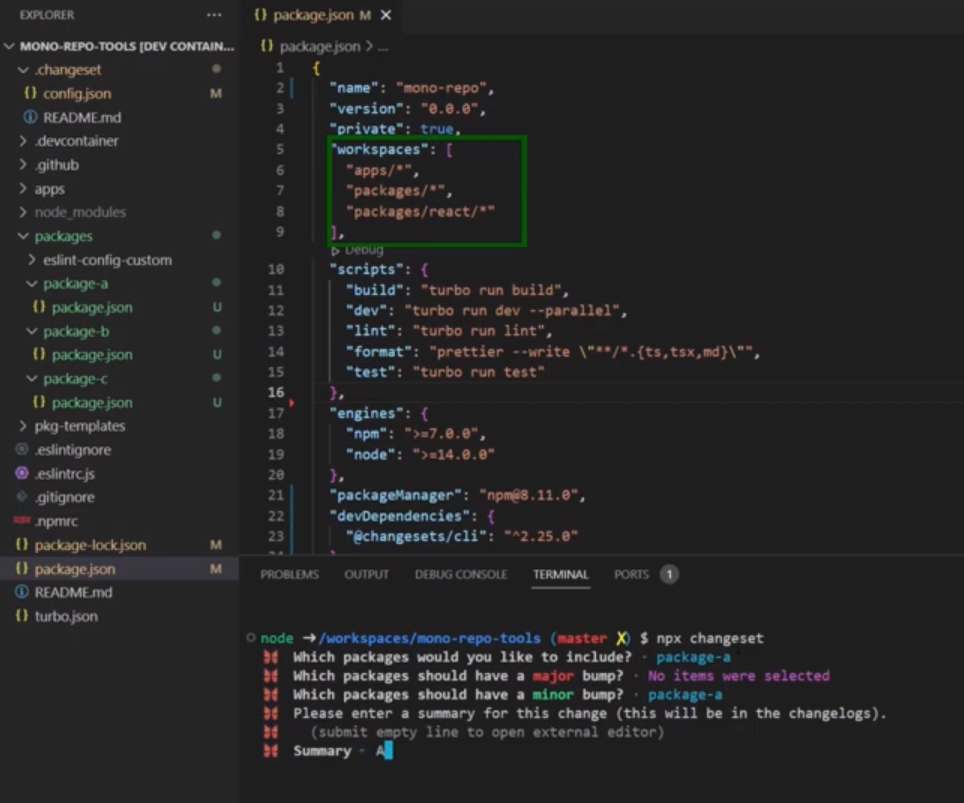 EXPLORER ...
MONO-REPO-TOOLS [DEV CONTAIN...
.changeset
{} config.json M
README.md
.devcontainer
.github
apps
node_modules
packages
eslint-config-custom
package-a
{} package.json U
package-b
{} package.json U
package-c
{} package.json U
pkg-templates
.eslintignore
.eslintrc.js
.gitignore
.npmrc
{} package-lock.json M
{} package.json M
README.md
{} turbo.json
{} package.json M ×
{} package.json > ...
1 {
2 "name": "mono-repo",
3 "version": "0.0.0",
4 "private": true,
5 "workspaces": [
6 "apps/*",
7 "packages/*",
8 "packages/react/*"
9 ],
Debug
10 "scripts": {
11 "build": "turbo run build",
12 "dev": "turbo run dev --parallel",
13 "lint": "turbo run lint",
14 "format": "prettier --write \"**/*.{ts,tsx,md}\"",
15 "test": "turbo run test"
16 },
17 "engines": {
18 "npm": ">=7.0.0",
19 "node": ">=14.0.0"
20 },
21 "packageManager": "npm@8.11.0",
22 "devDependencies": {
23 "@changesets/cli": "^2.25.0"
24 }
PROBLEMS OUTPUT DEBUG CONSOLE TERMINAL PORTS 1
node ➜/workspaces/mono-repo-tools (master ✗) $ npx changeset
Which packages would you like to include? · package-a
Which packages should have a major bump? · No items were selected
Which packages should have a minor bump? · package-a
Please enter a summary for this change (this will be in the changelogs).
(submit empty line to open external editor)
Summary · A